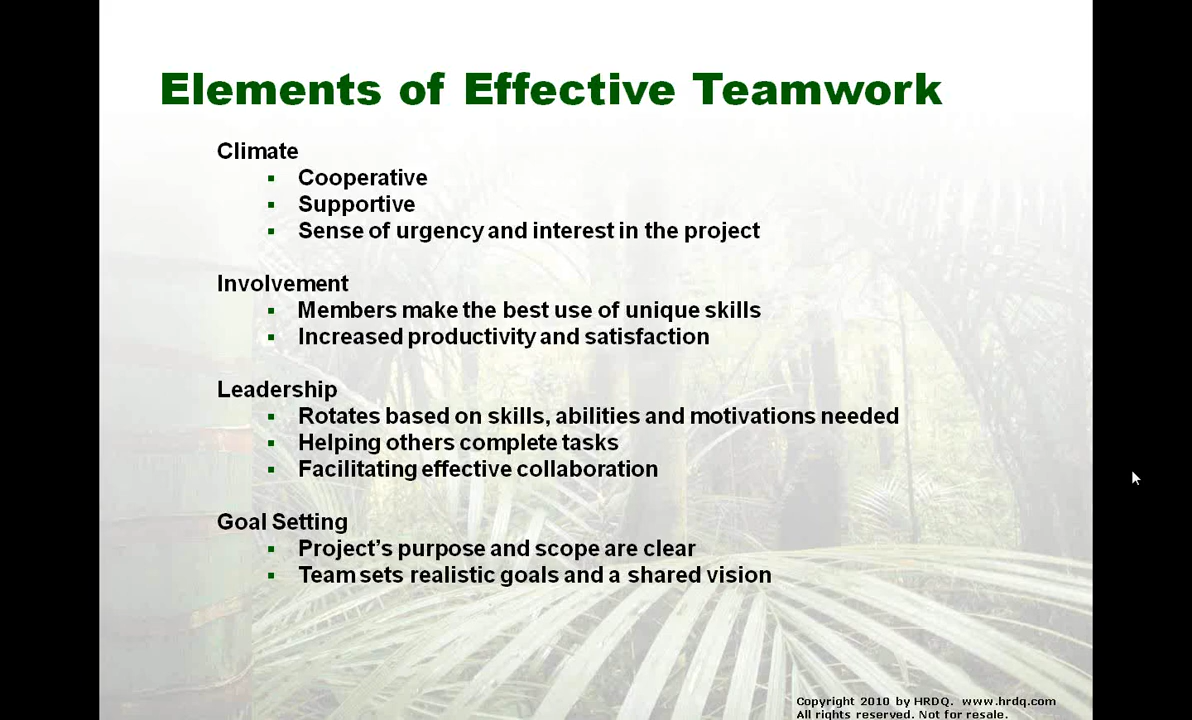 Elements of Effective Teamwork
Climate
▪ Cooperative
▪ Supportive
▪ Sense of urgency and interest in the project
Involvement
▪ Members make the best use of unique skills
▪ Increased productivity and satisfaction
Leadership
▪ Rotates based on skills, abilities and motivations needed
▪ Helping others complete tasks
▪ Facilitating effective collaboration
Goal Setting
▪ Project’s purpose and scope are clear
▪ Team sets realistic goals and a shared vision
Copyright 2010 by HRDQ. www.hrdq.com
All rights reserved. Not for resale.